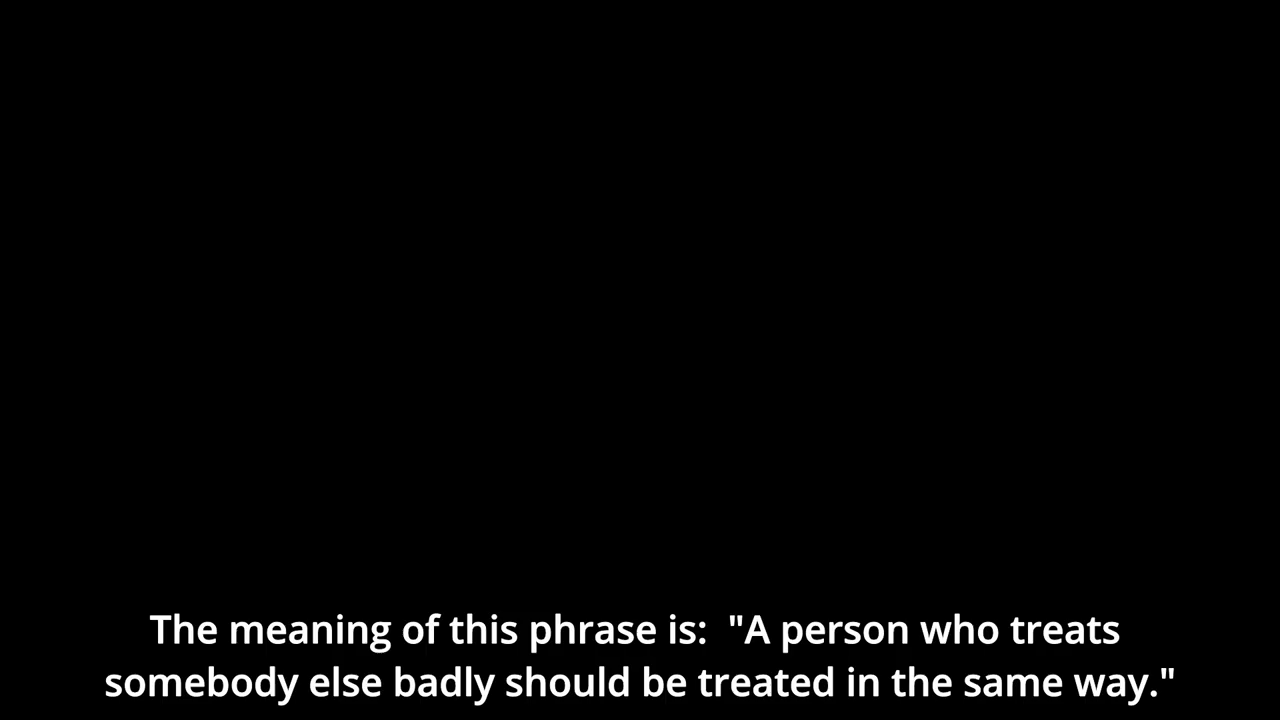 The meaning of this phrase is:  "A person who treats
somebody else badly should be treated in the same way."